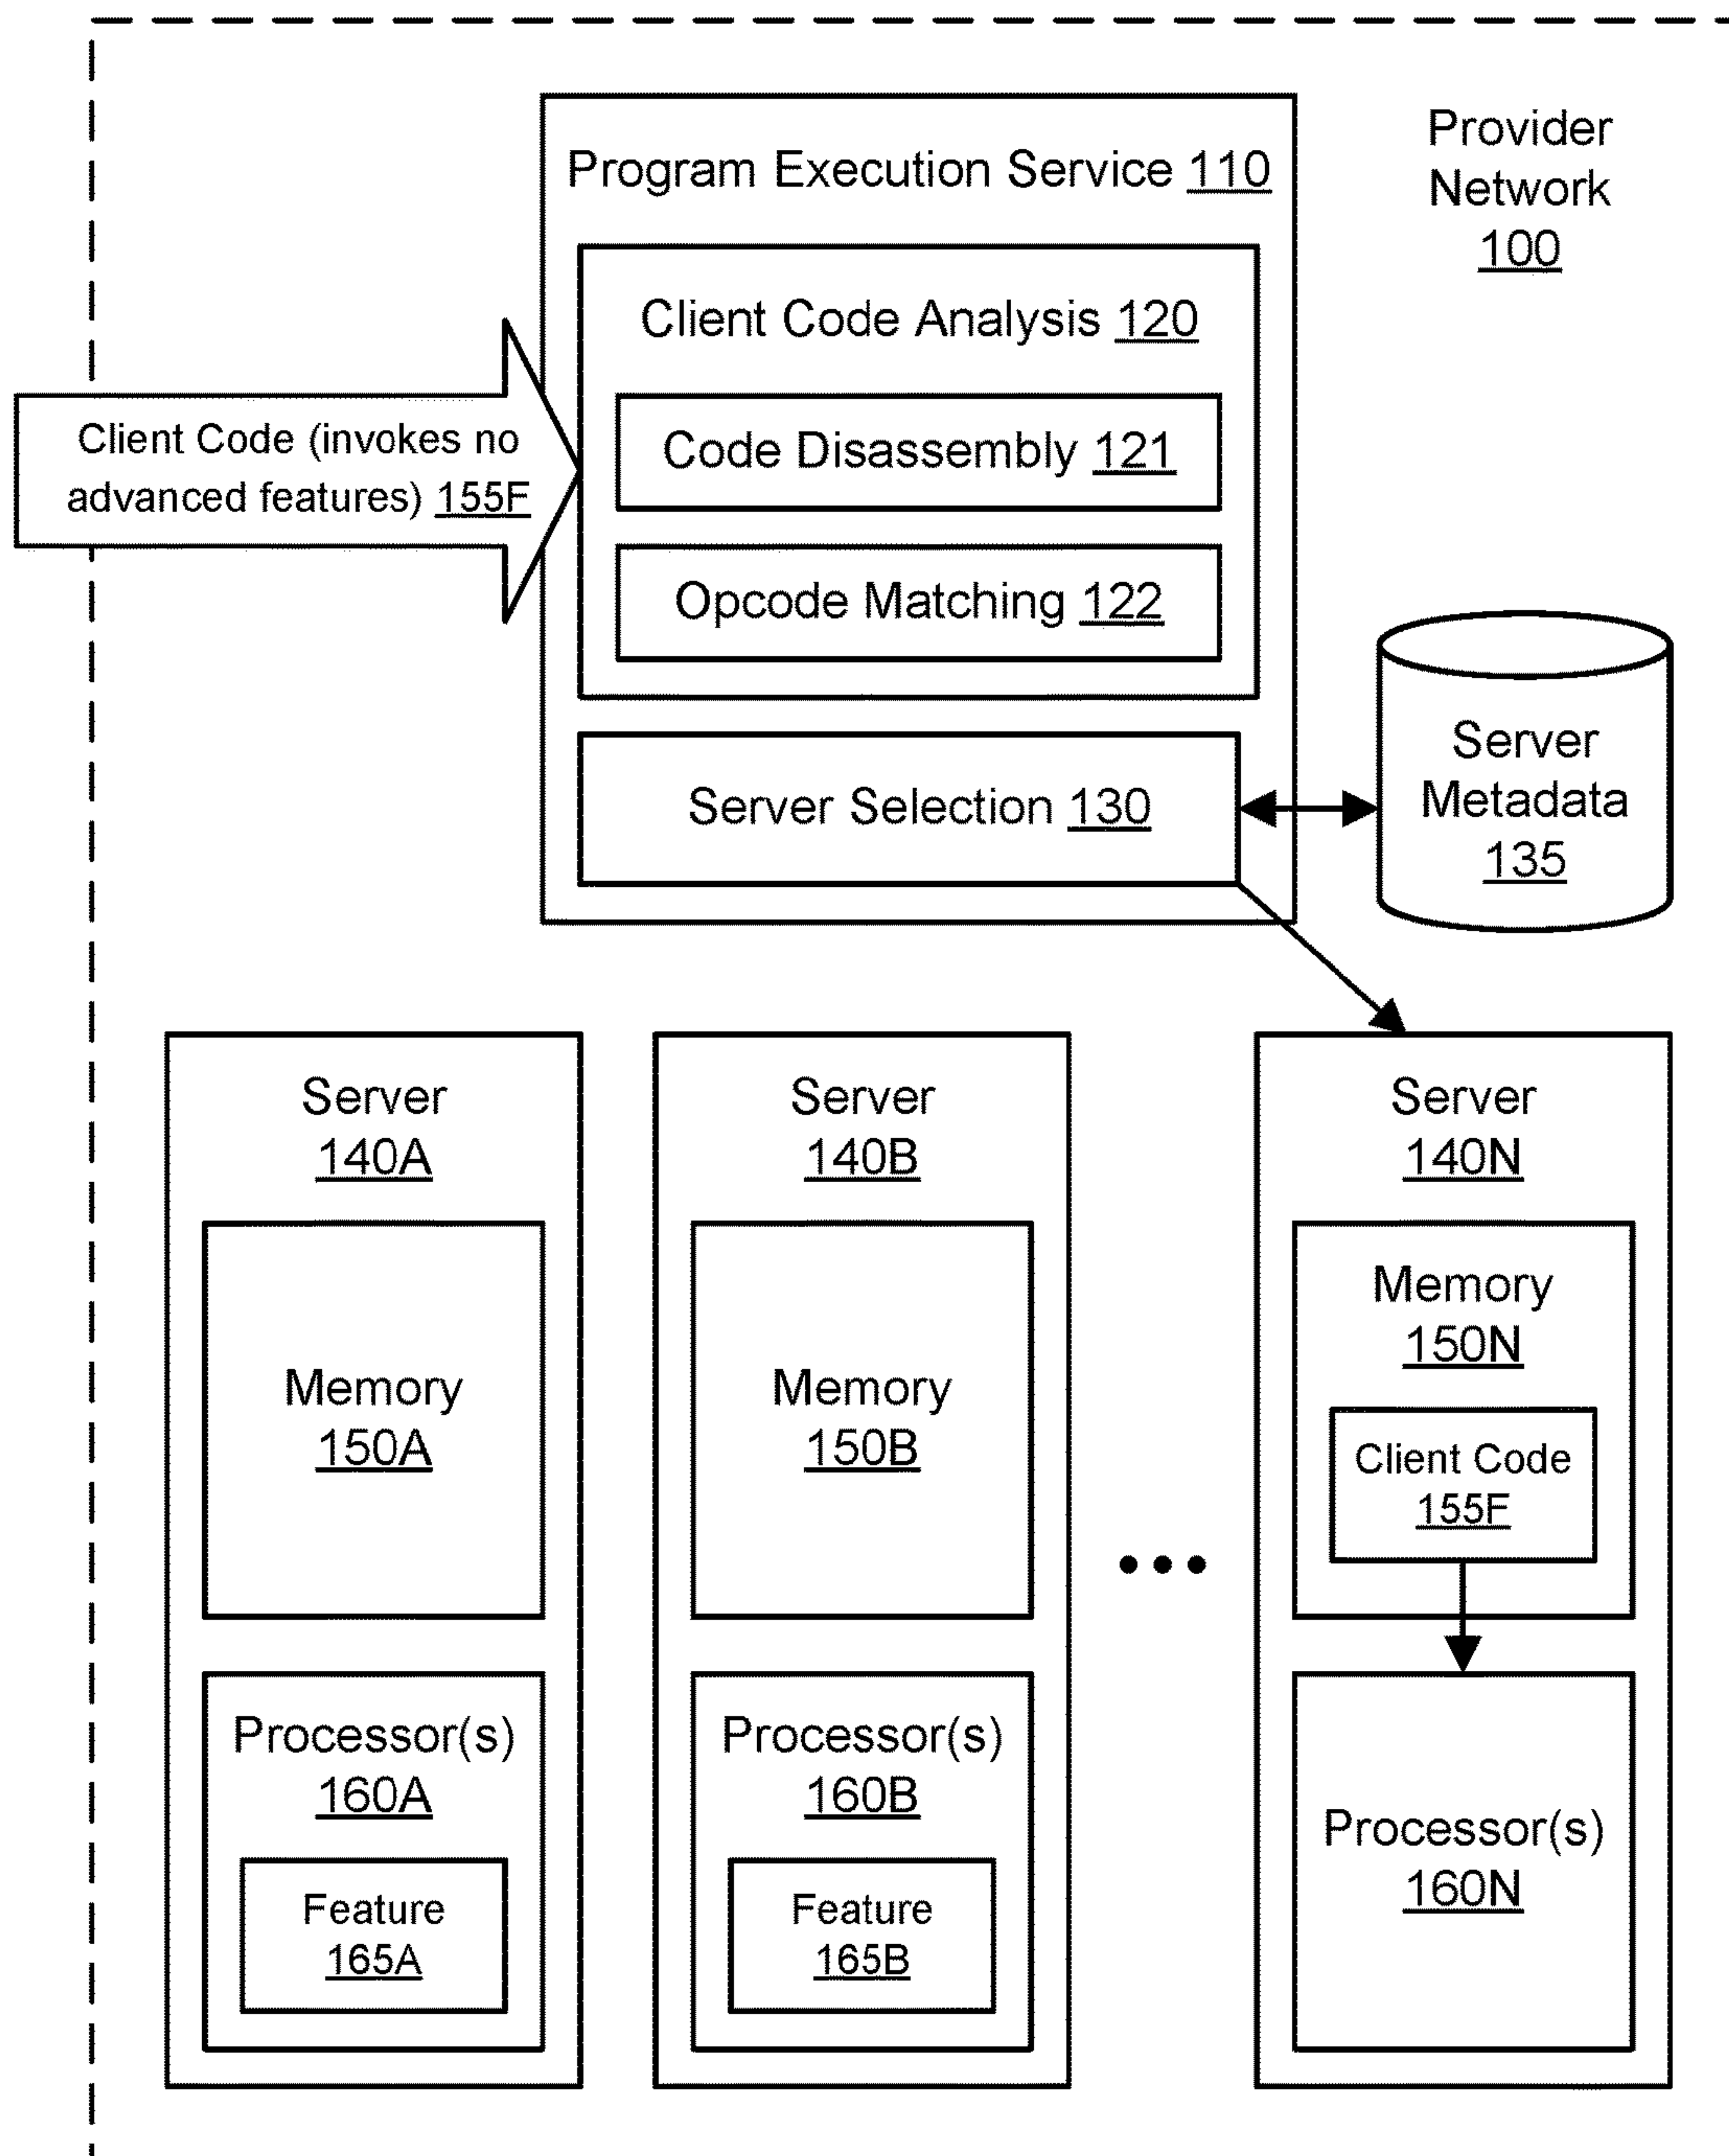 Provider
Network
100
Program Execution Service 110
Client Code Analysis 120
Client Code (invokes no
advanced features) 155F
Code Disassembly 121
Opcode Matching 122
Server Selection 130
Server
Metadata
135
Server
140A
Memory
150A
Processor(s)
160A
Feature
165A
Server
140B
Memory
150B
Processor(s)
160B
Feature
165B
Server
140N
Memory
150N
Client Code
155F
Processor(s)
160N